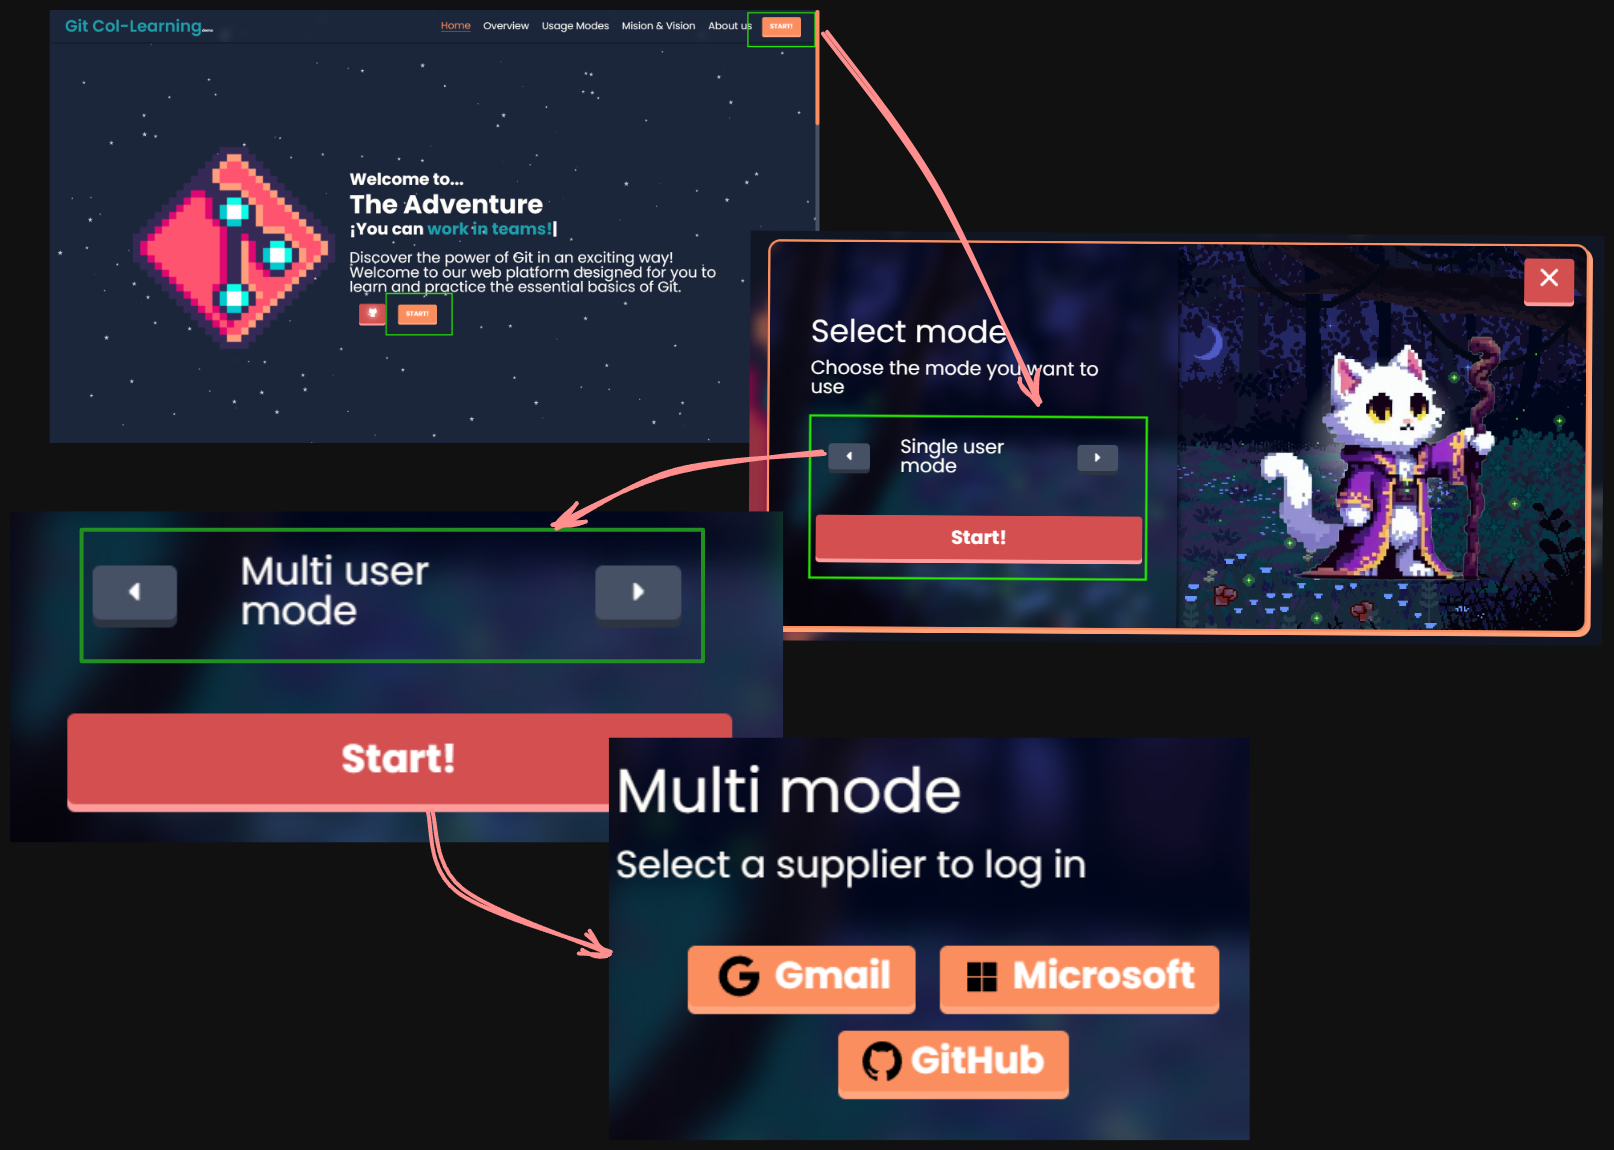 Git Col-Learning demo
Home Overview Usage Modes Mision & Vision About us START!
Welcome to...
The Adventure
¡You can work in teams!|
Discover the power of Git in an exciting way!
Welcome to our web platform designed for you to
learn and practice the essential basics of Git.
START!
Select mode
Choose the mode you want to
use
Single user
mode
Start!
Multi user
mode
Start!
Multi mode
Select a supplier to log in
Gmail Microsoft
GitHub